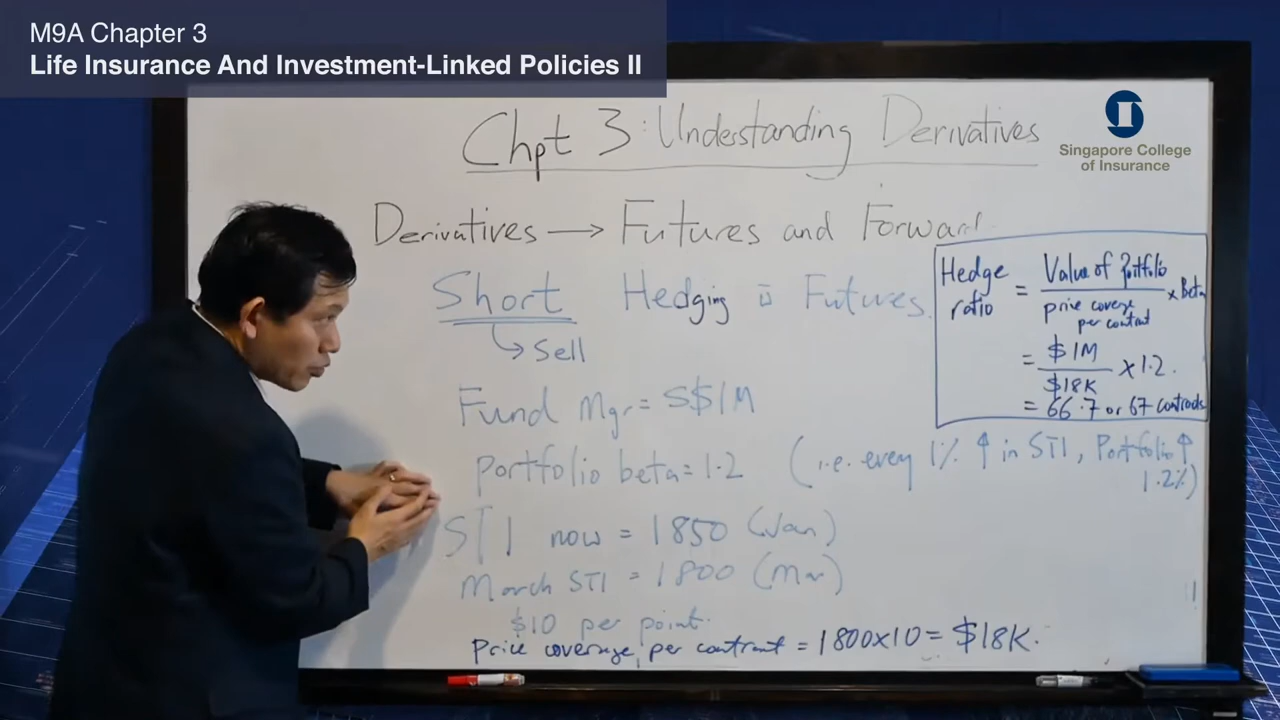 M9A Chapter 3
Life Insurance And Investment-Linked Policies II
Singapore College
of Insurance
Chpt 3: Understanding Derivatives
Derivatives → Futures and Forward
Short Hedging in Futures
↳ Sell
Fund Mgr = S$1M
portfolio beta = 1.2 (i.e. every 1% ↑ in STI, Portfolio ↑
1.2%)
STI now = 1850 (Jan)
March STI = 1800 (Mar)
$10 per point.
Price coverage per contract = 1800x10 = $18K.
Hedge ratio = Value of Portfolio / price coverage per contract x Beta
= $1M / $18K x 1.2.
= 66.7 or 67 contracts